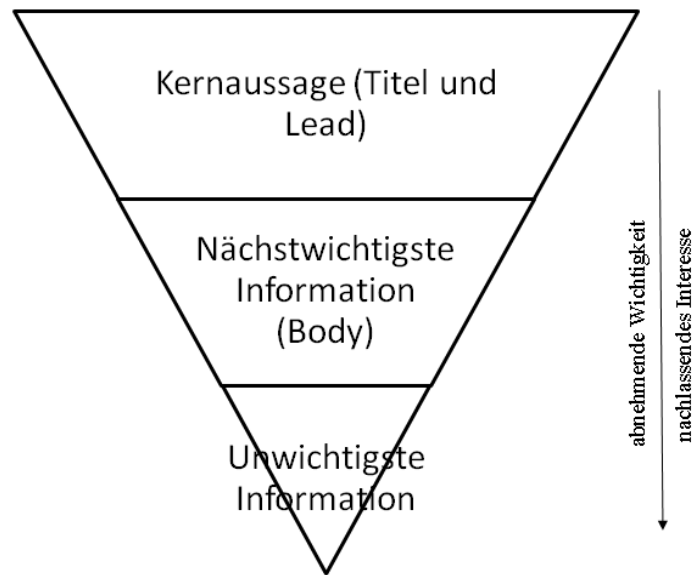 Kernaussage (Titel und
Lead)
Nächstwichtigste
Information
(Body)
Unwichtigste
Information
abnehmende Wichtigkeit
nachlassendes Interesse